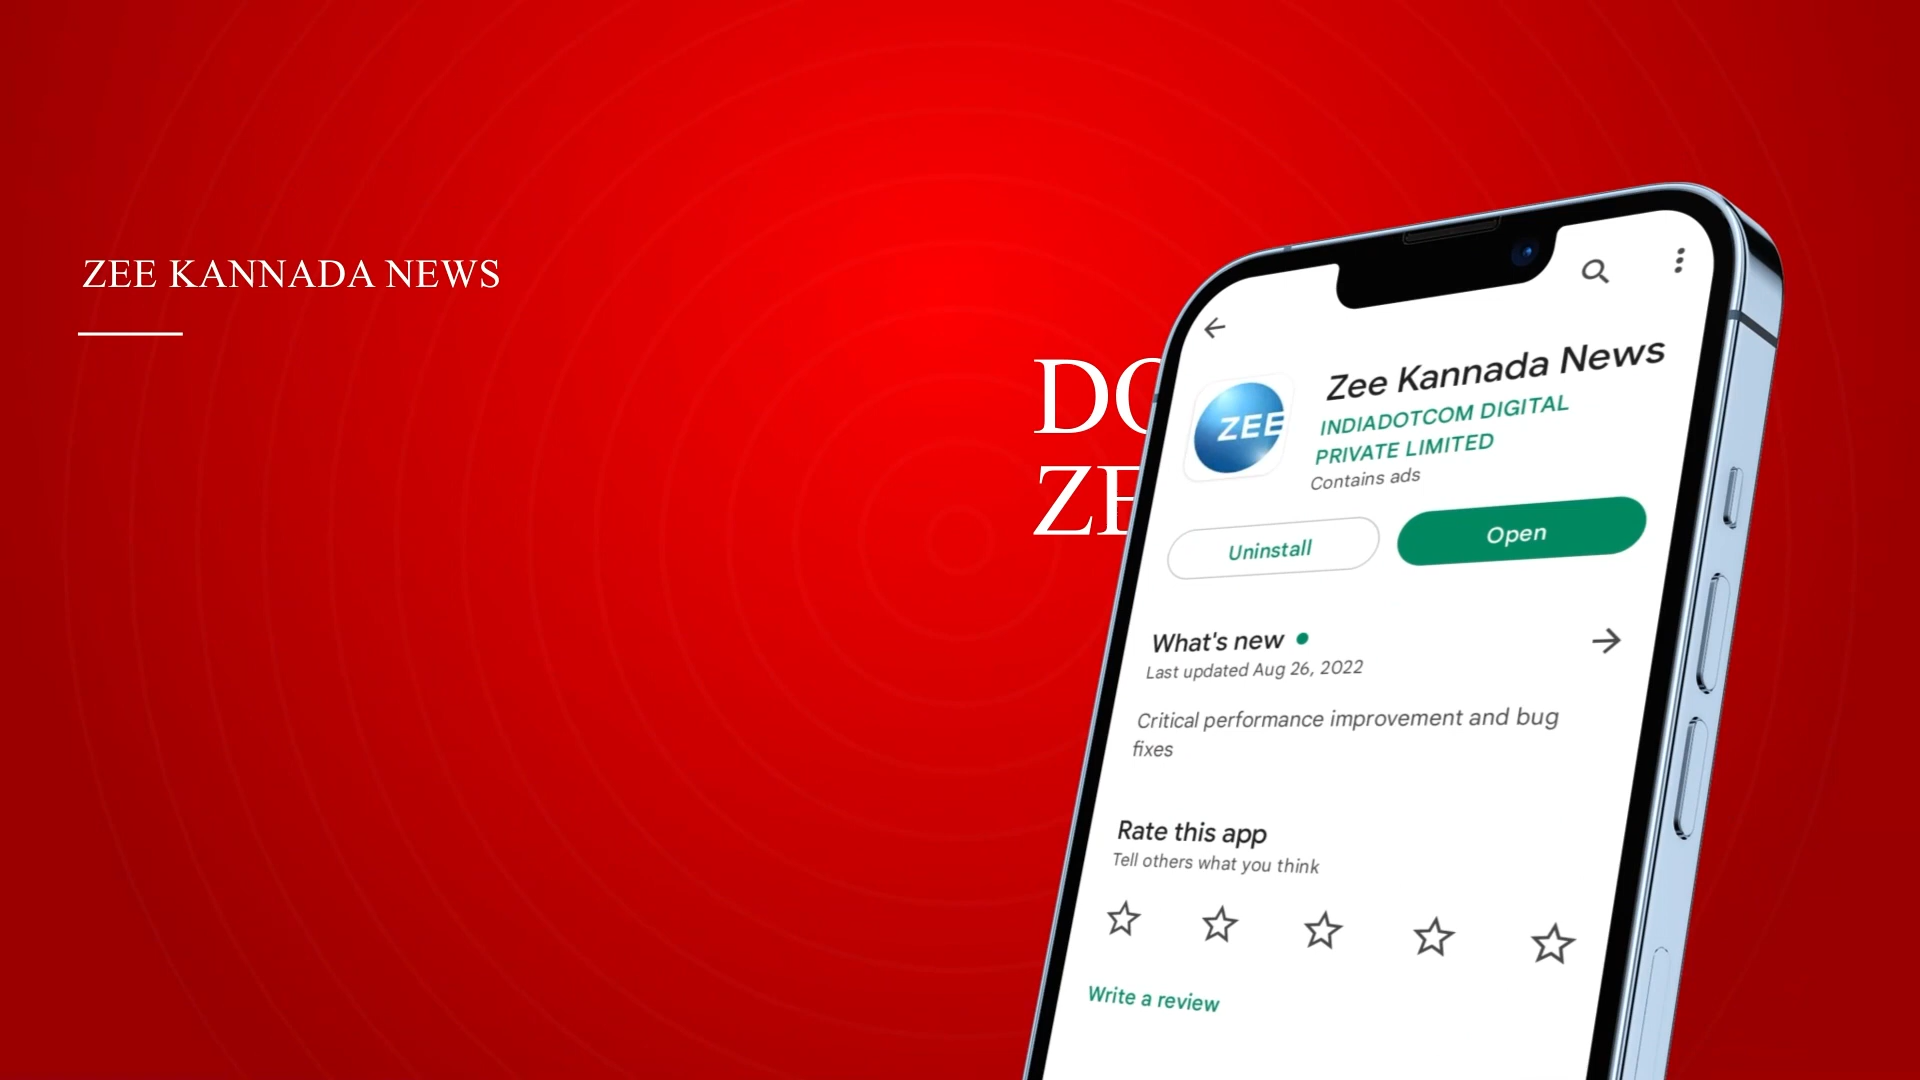 ZEE KANNADA NEWS
Zee Kannada News
ZEE
INDIADOTCOM DIGITAL
PRIVATE LIMITED
Contains ads
Uninstall
Open
What's new
Last updated Aug 26, 2022
Critical performance improvement and bug
fixes
Rate this app
Tell others what you think
Write a review